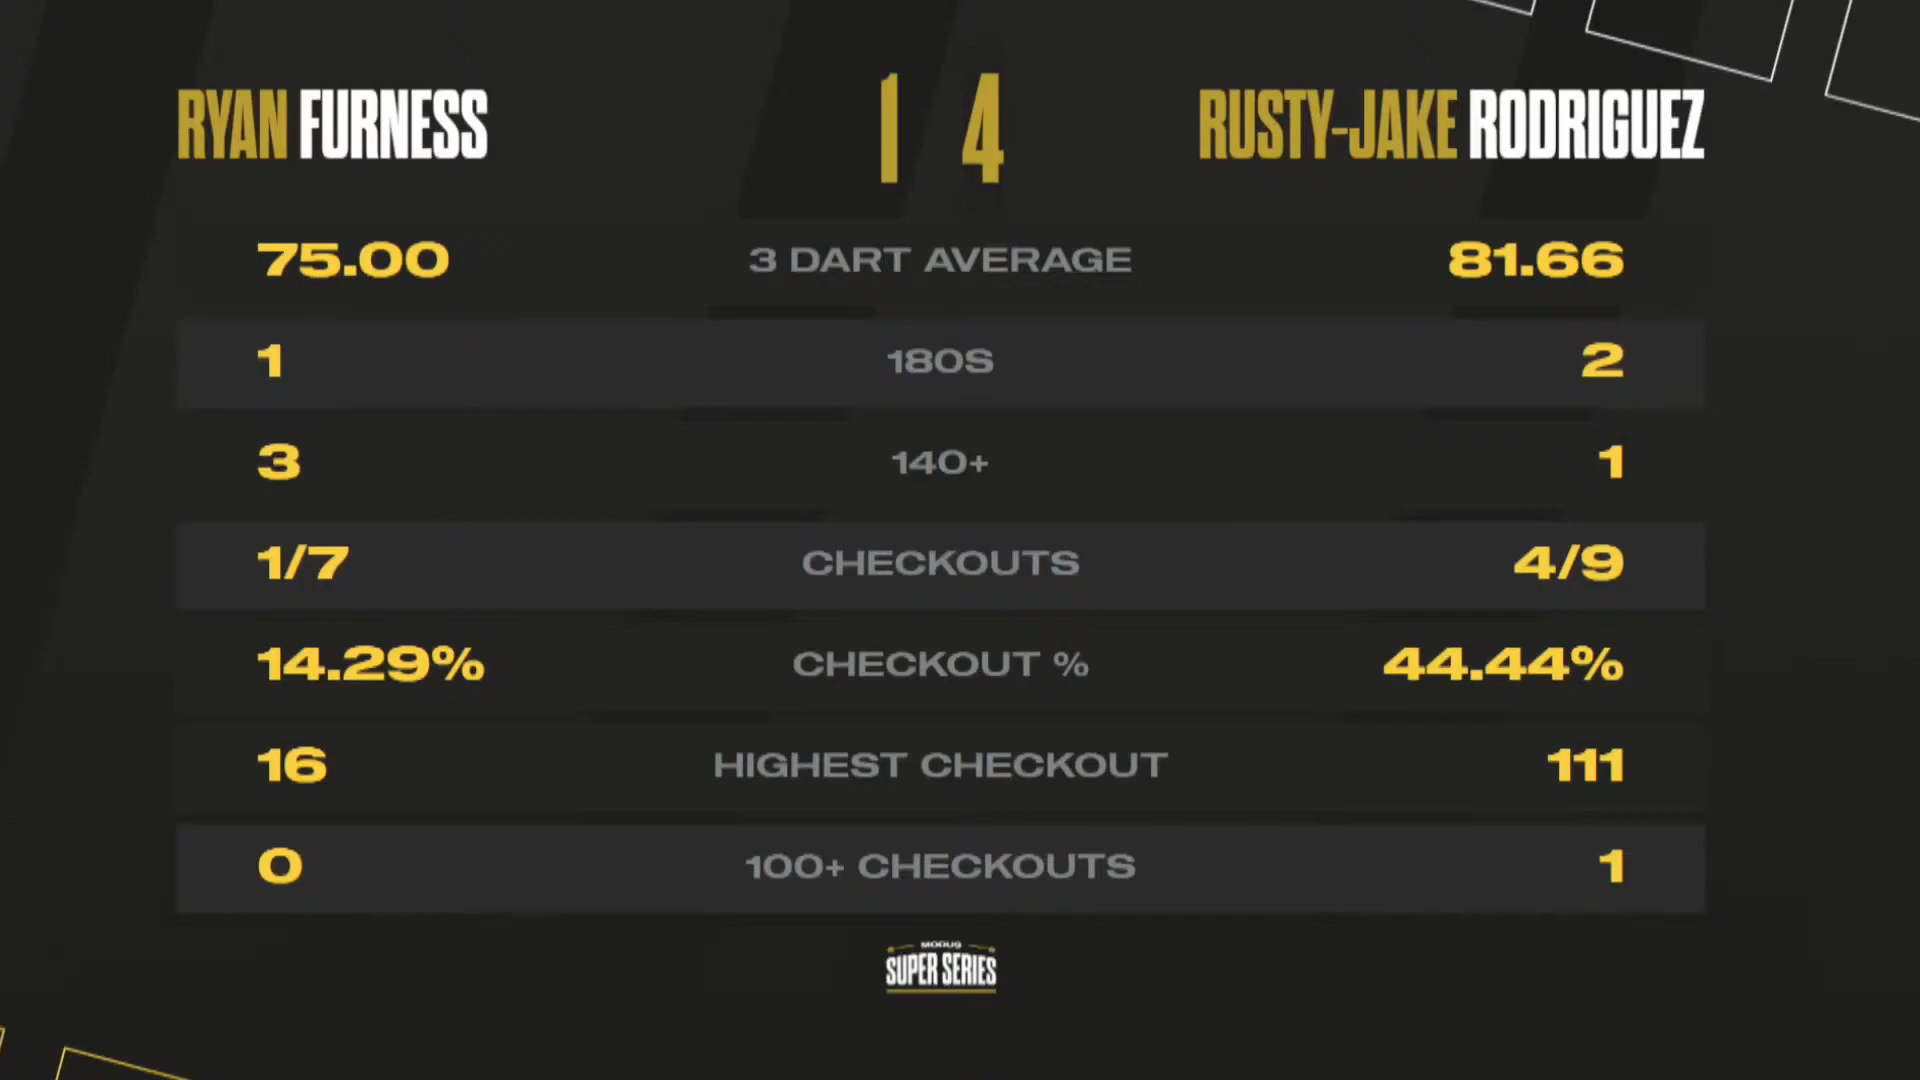 RYAN FURNESS 1 4 RUSTY-JAKE RODRIGUEZ
75.00 3 DART AVERAGE 81.66
1 180S 2
3 140+ 1
1/7 CHECKOUTS 4/9
14.29% CHECKOUT % 44.44%
16 HIGHEST CHECKOUT 111
0 100+ CHECKOUTS 1
MODUS
SUPER SERIES